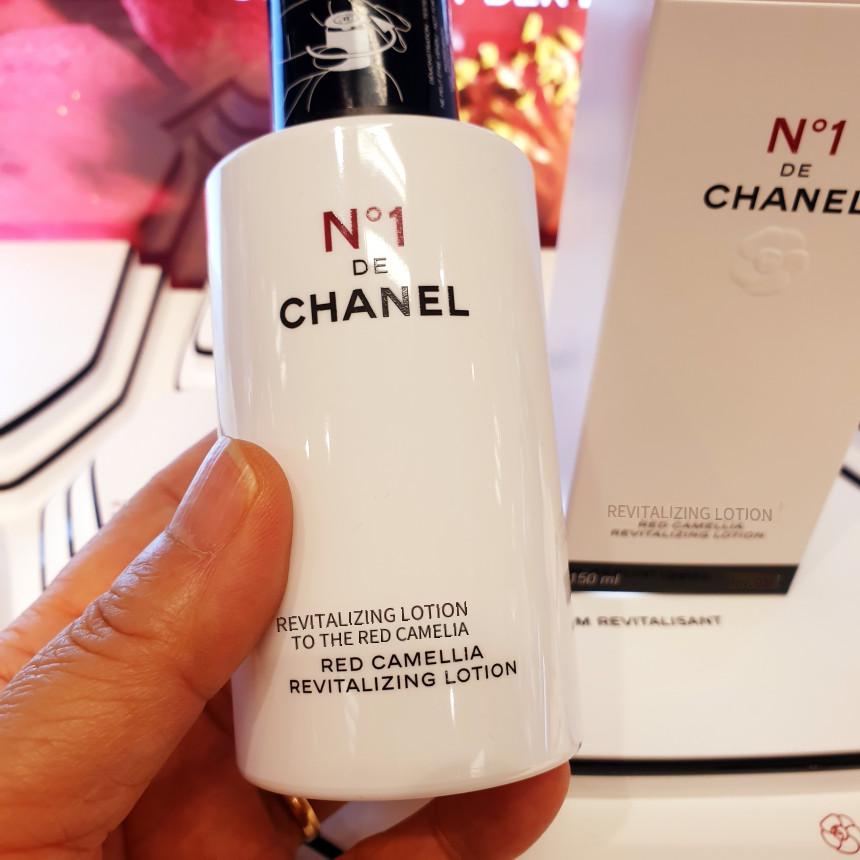 N°1
DE
CHANEL
REVITALIZING LOTION
TO THE RED CAMELIA
RED CAMELLIA
REVITALIZING LOTION
N°1
DE
CHANEL
REVITALIZING LOTION
RED CAMELLIA
REVITALIZING LOTION
150 ml
M REVITALISANT